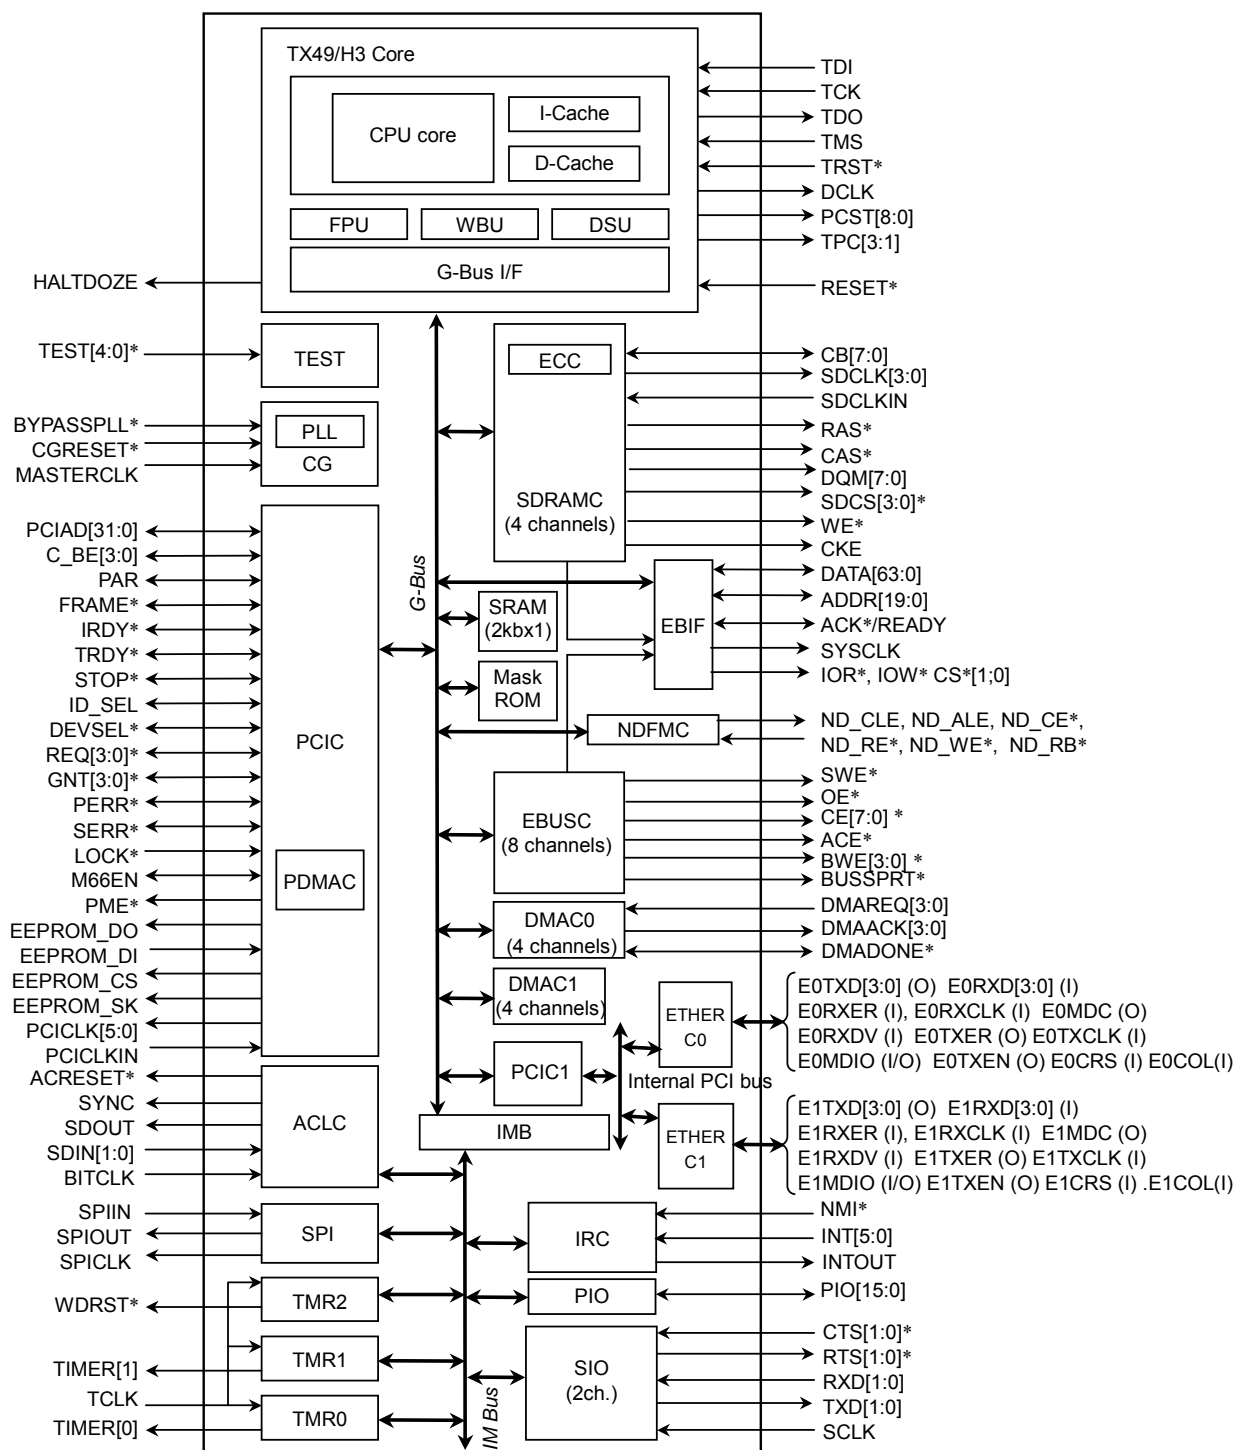 TX49/H3 Core
CPU core
I-Cache
D-Cache
FPU
WBU
DSU
G-Bus I/F
TDI
TCK
TDO
TMS
TRST*
DCLK
PCST[8:0]
TPC[3:1]
RESET*
HALTDOZE
TEST[4:0]*
TEST
BYPASSPLL*
CGRESET*
MASTERCLK
PLL
CG
ECC
SDRAMC
(4 channels)
CB[7:0]
SDCLK[3:0]
SDCLKIN
RAS*
CAS*
DQM[7:0]
SDCS[3:0]*
WE*
CKE
PCIAD[31:0]
C_BE[3:0]
PAR
FRAME*
IRDY*
TRDY*
STOP*
ID_SEL
DEVSEL*
REQ[3:0]*
GNT[3:0]*
PERR*
SERR*
LOCK*
M66EN
PME*
EEPROM_DO
EEPROM_DI
EEPROM_CS
EEPROM_SK
PCICLK[5:0]
PCICLKIN
PCIC
PDMAC
G-Bus
SRAM
(2kbx1)
Mask
ROM
EBIF
DATA[63:0]
ADDR[19:0]
ACK*/READY
SYSCLK
IOR*, IOW* CS*[1;0]
NDFMC
ND_CLE, ND_ALE, ND_CE*,
ND_RE*, ND_WE*, ND_RB*
EBUSC
(8 channels)
SWE*
OE*
CE[7:0] *
ACE*
BWE[3:0] *
BUSSPRT*
DMAC0
(4 channels)
DMAREQ[3:0]
DMAACK[3:0]
DMADONE*
DMAC1
(4 channels)
PCIC1
Internal PCI bus
ETHER
C0
E0TXD[3:0] (O) E0RXD[3:0] (I)
E0RXER (I), E0RXCLK (I) E0MDC (O)
E0RXDV (I) E0TXER (O) E0TXCLK (I)
E0MDIO (I/O) E0TXEN (O) E0CRS (I) E0COL(I)
ETHER
C1
E1TXD[3:0] (O) E1RXD[3:0] (I)
E1RXER (I), E1RXCLK (I) E1MDC (O)
E1RXDV (I) E1TXER (O) E1TXCLK (I)
E1MDIO (I/O) E1TXEN (O) E1CRS (I) .E1COL(I)
IMB
ACRESET*
SYNC
SDOUT
SDIN[1:0]
BITCLK
ACLC
SPIIN
SPIOUT
SPICLK
SPI
IRC
NMI*
INT[5:0]
INTOUT
WDRST*
TMR2
PIO
PIO[15:0]
TIMER[1]
TMR1
TCLK
TIMER[0]
TMR0
IM Bus
SIO
(2ch.)
CTS[1:0]*
RTS[1:0]*
RXD[1:0]
TXD[1:0]
SCLK